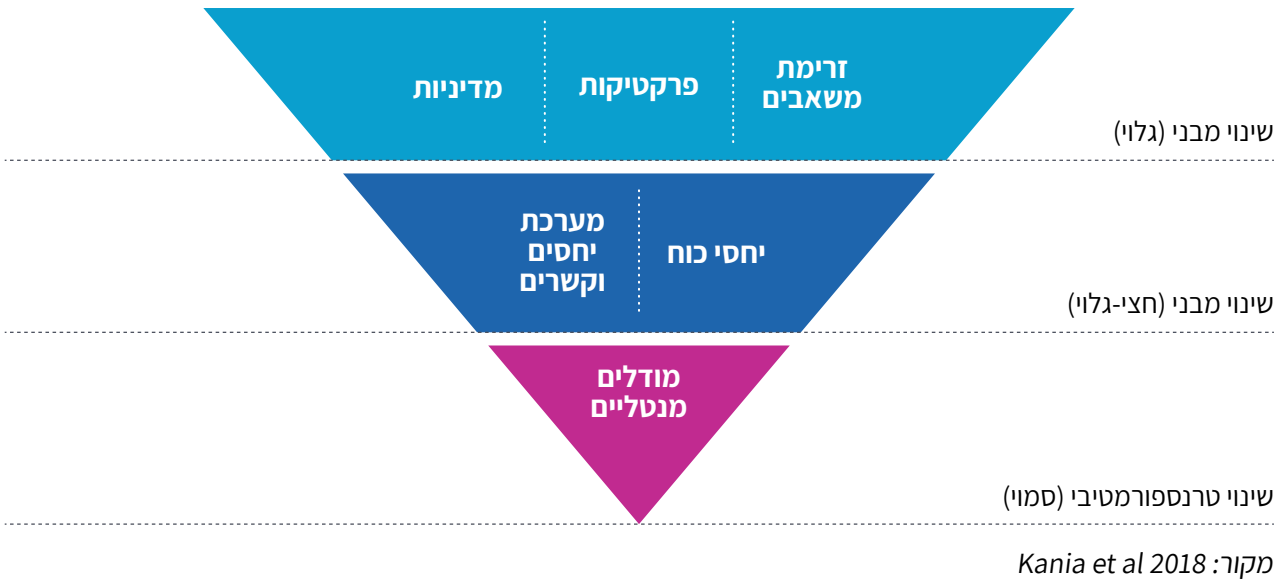 זרימת
משאבים
פרקטיקות
מדיניות
שינוי מבני (גלוי)
יחסי כוח
מערכת
יחסים
וקשרים
שינוי מבני (חצי-גלוי)
מודלים
מנטליים
שינוי טרנספורמטיבי (סמוי)
מקור: Kania et al 2018